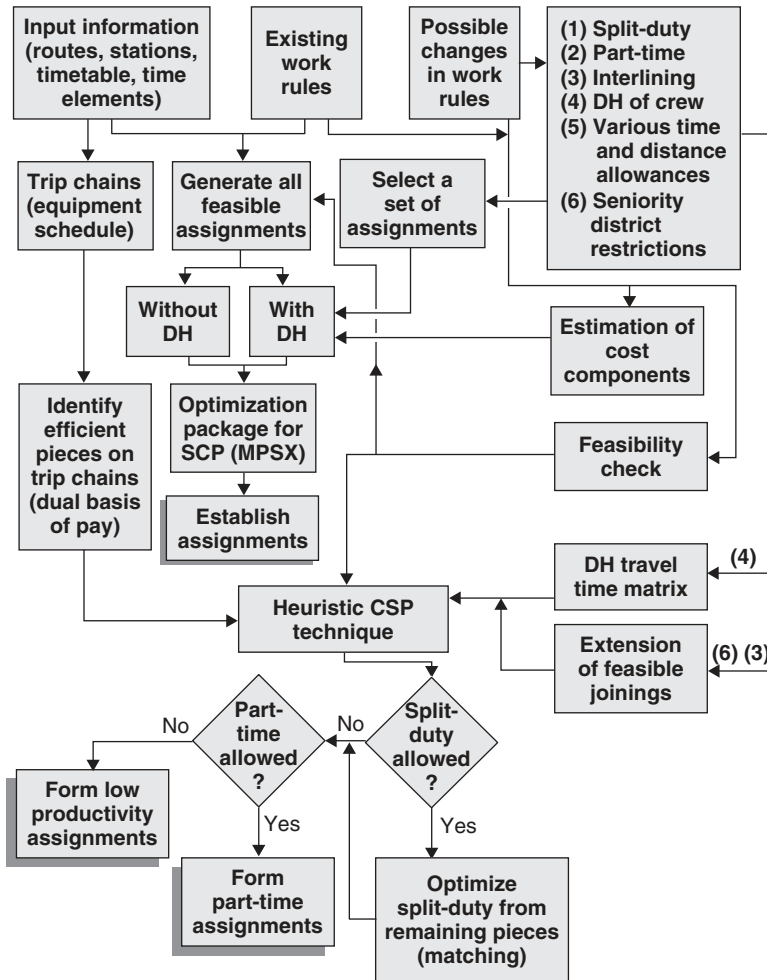 Input information
(routes, stations,
timetable, time
elements)
Existing
work
rules
Possible
changes
in work
rules
(1) Split-duty
(2) Part-time
(3) Interlining
(4) DH of crew
(5) Various time
and distance
allowances
(6) Seniority
district
restrictions
Trip chains
(equipment
schedule)
Generate all
feasible
assignments
Select a
set of
assignments
Without
DH
With
DH
Estimation of
cost
components
Identify
efficient
pieces on
trip chains
(dual basis
of pay)
Optimization
package for
SCP (MPSX)
Feasibility
check
Establish
assignments
DH travel
time matrix
(4)
Heuristic CSP
technique
Extension
of feasible
joinings
(6) (3)
Part-
time
allowed
?
No
Split-
duty
allowed
?
No
Form low
productivity
assignments
Yes
Yes
Form
part-time
assignments
Optimize
split-duty from
remaining pieces
(matching)